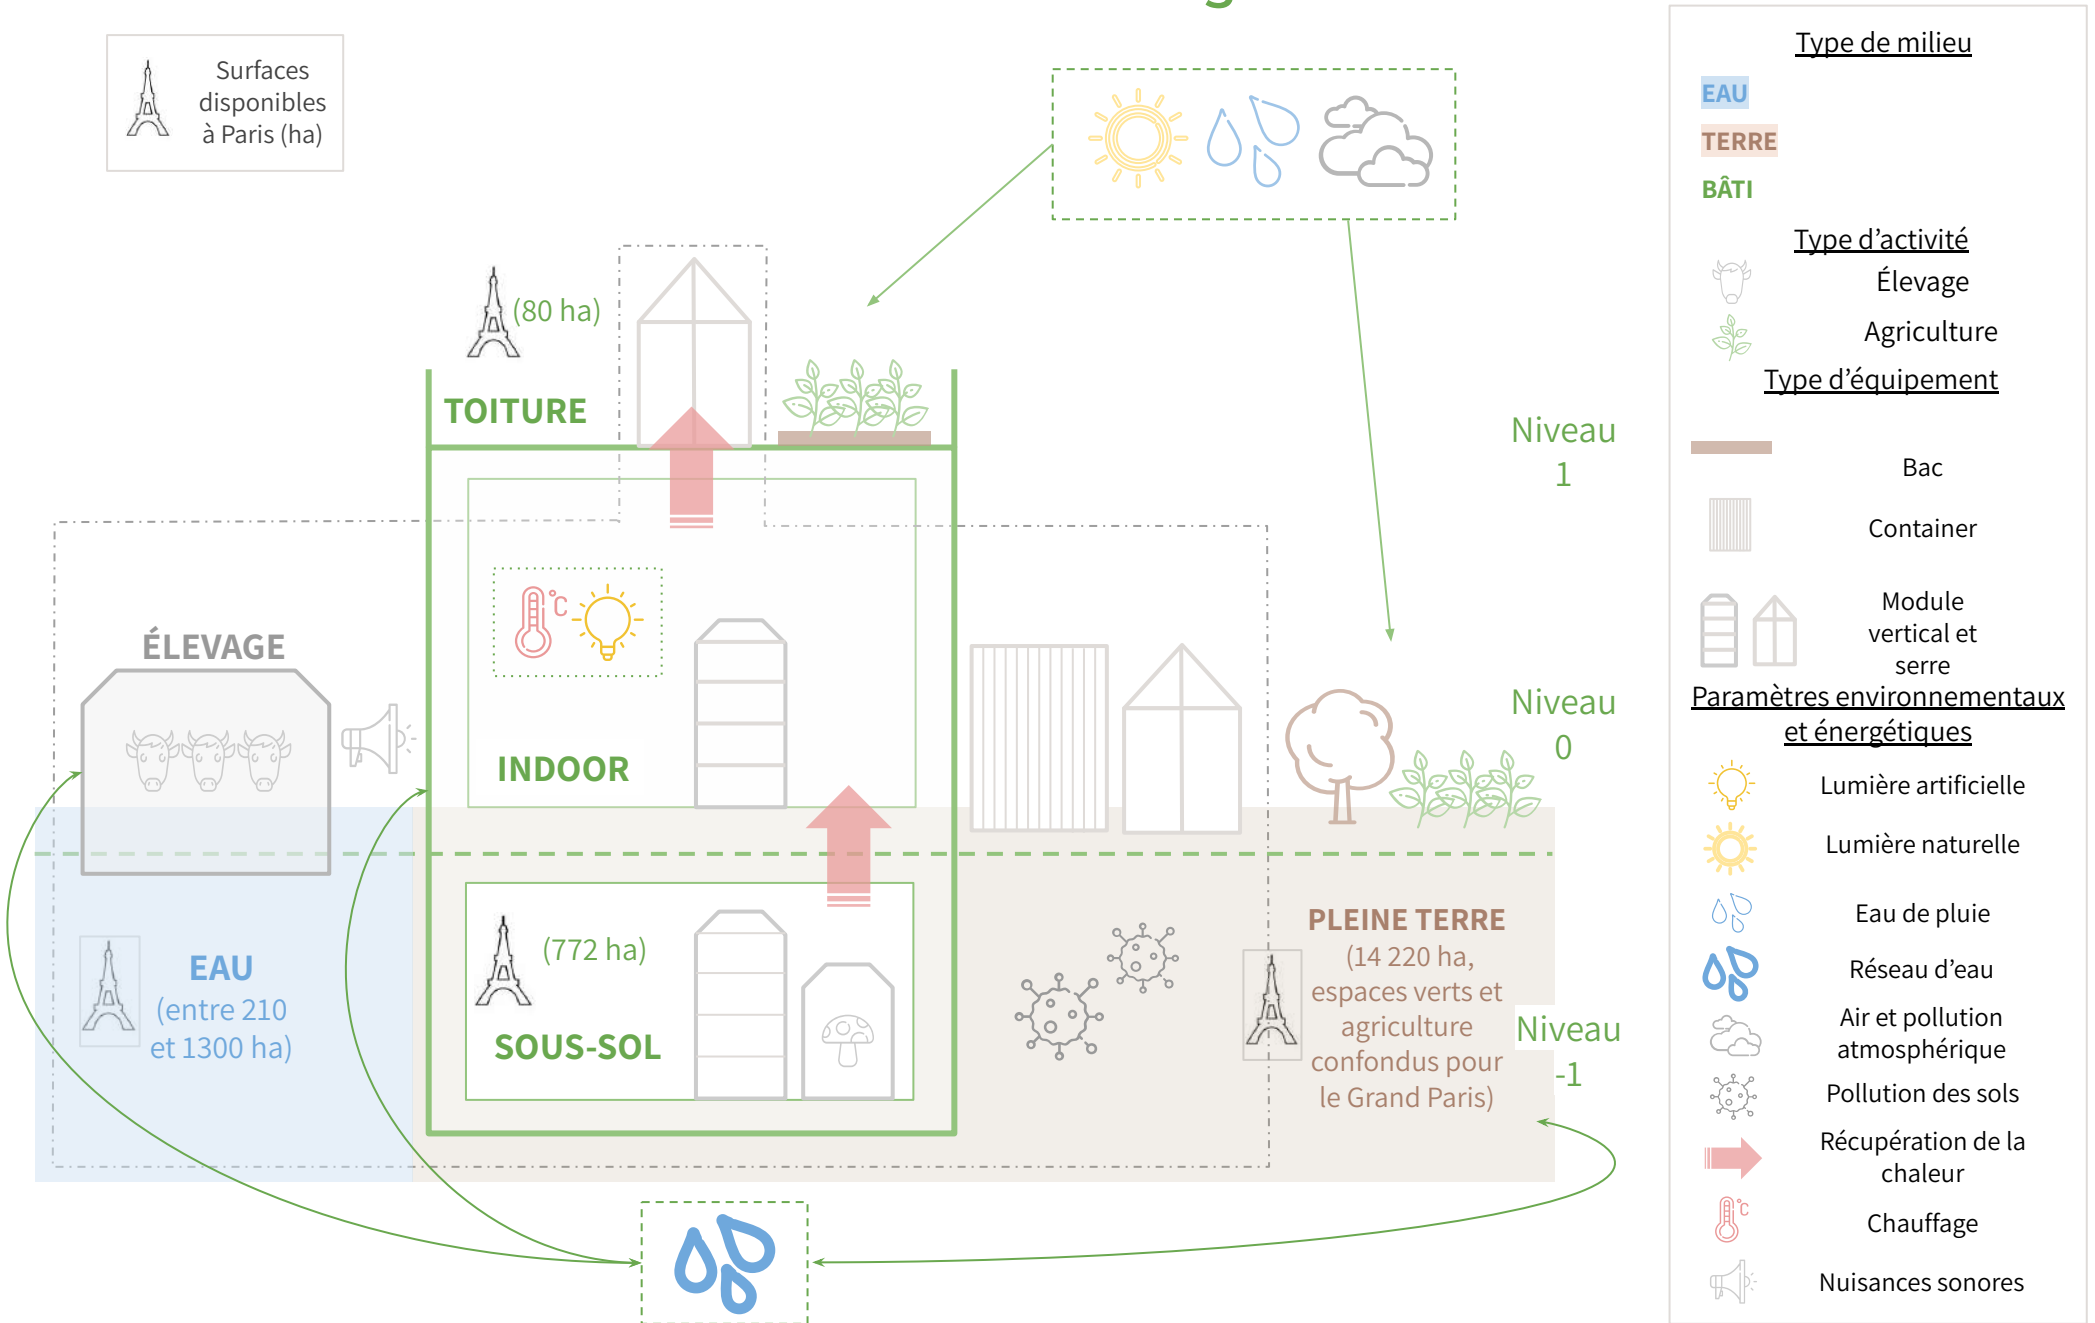 Surfaces
disponibles
à Paris (ha)
(80 ha)
TOITURE
Niveau
1
ÉLEVAGE
INDOOR
Niveau
0
EAU
(entre 210
et 1300 ha)
(772 ha)
SOUS-SOL
PLEINE TERRE
(14 220 ha,
espaces verts et
agriculture
confondus pour
le Grand Paris)
Niveau
-1
°C
Type de milieu
EAU
TERRE
BÂTI
Type d'activité
Élevage
Agriculture
Type d'équipement
Bac
Container
Module
vertical et
serre
Paramètres environnementaux
et énergétiques
Lumière artificielle
Lumière naturelle
Eau de pluie
Réseau d'eau
Air et pollution
atmosphérique
Pollution des sols
Récupération de la
chaleur
°C
Chauffage
Nuisances sonores